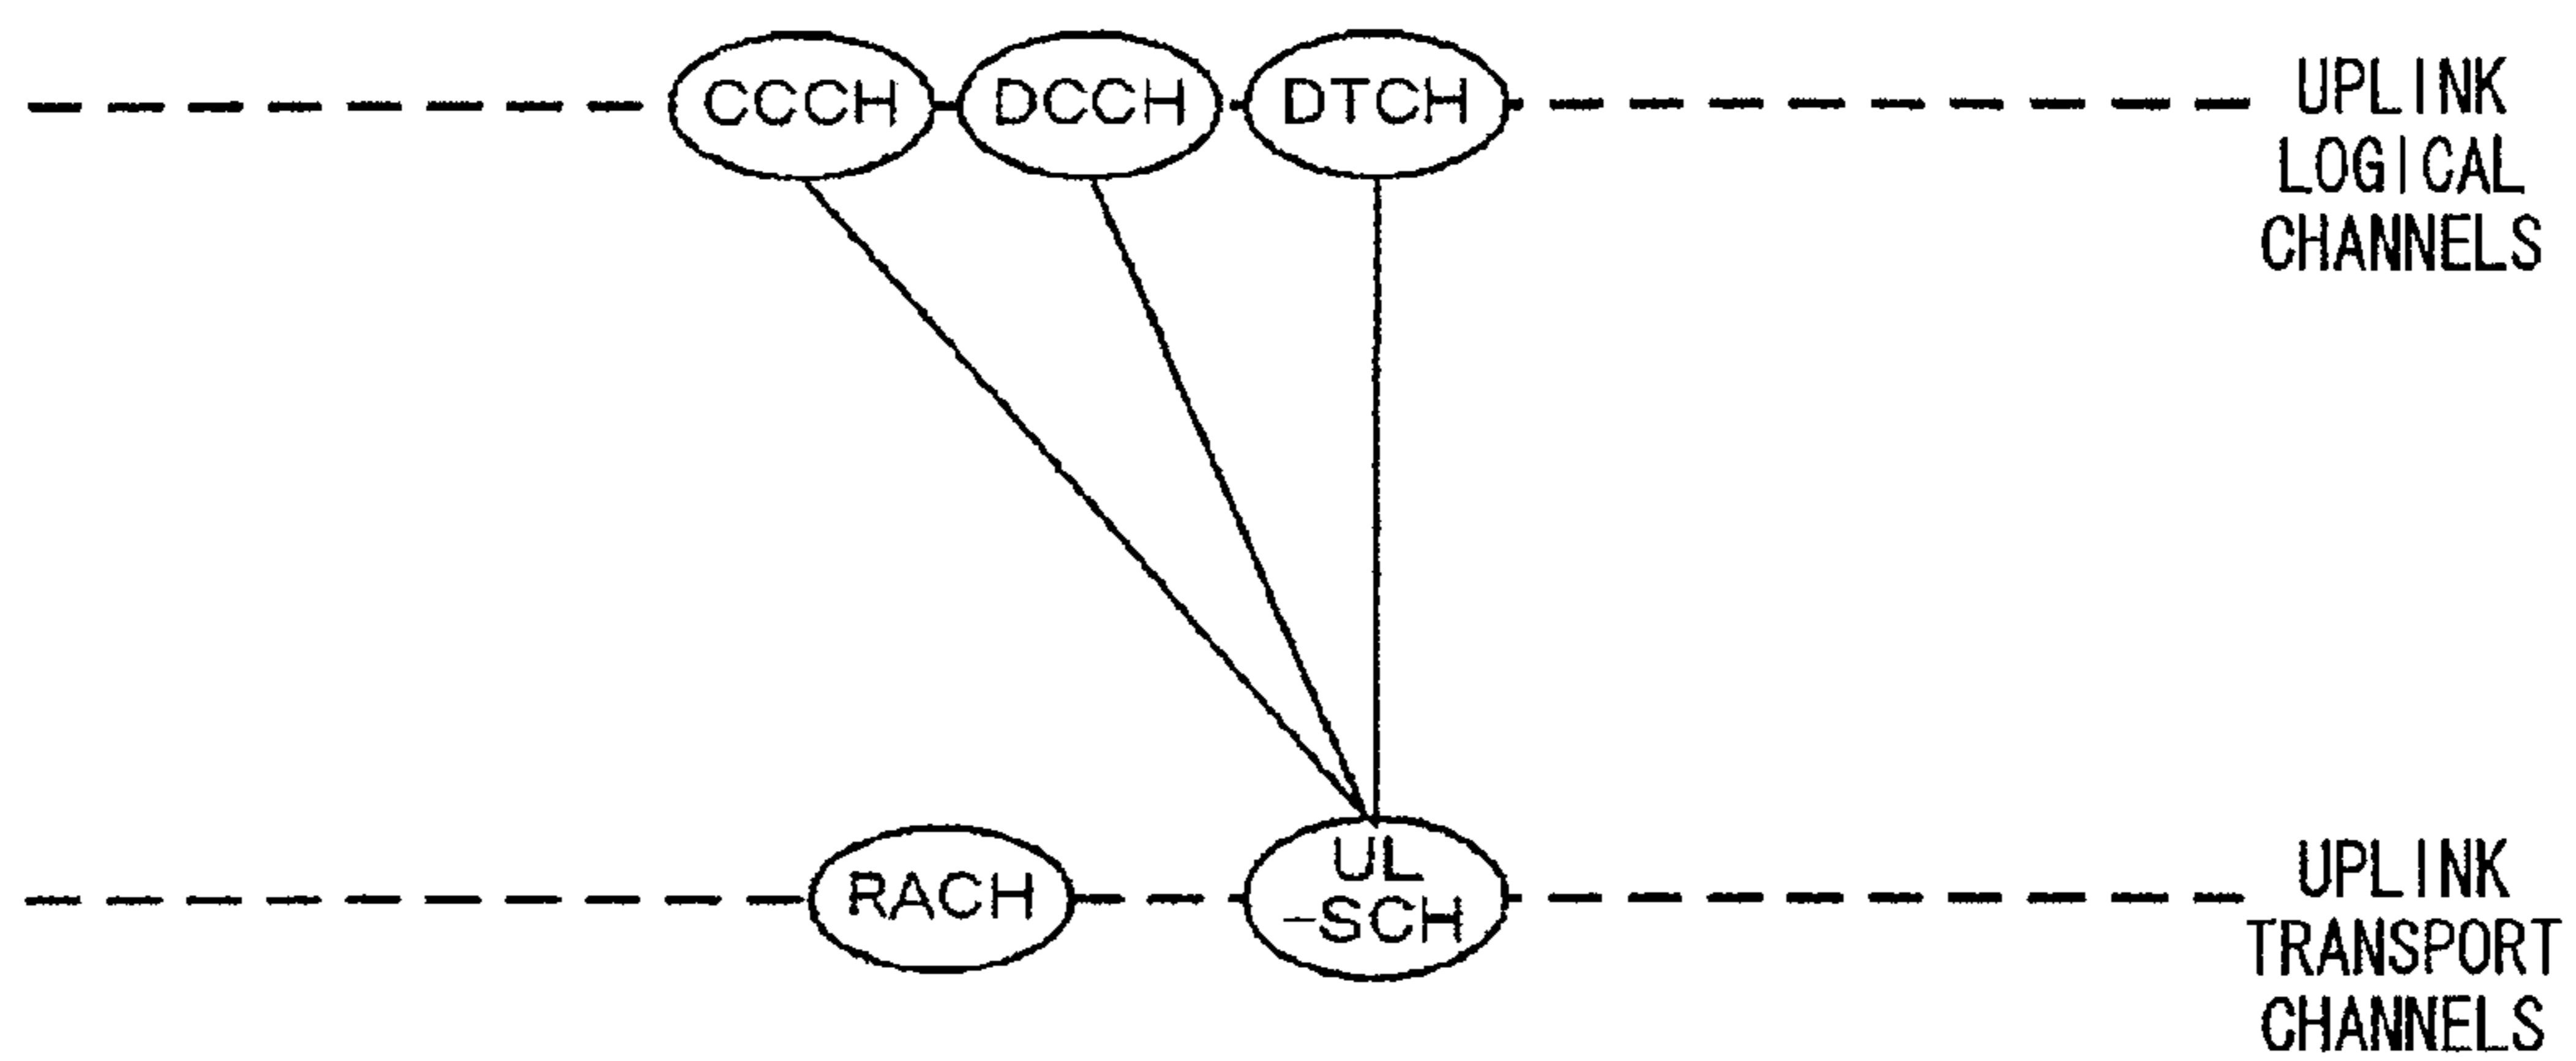 CCCH DCCH DTCH
UPLINK
LOGICAL
CHANNELS
RACH
UL
-SCH
UPLINK
TRANSPORT
CHANNELS